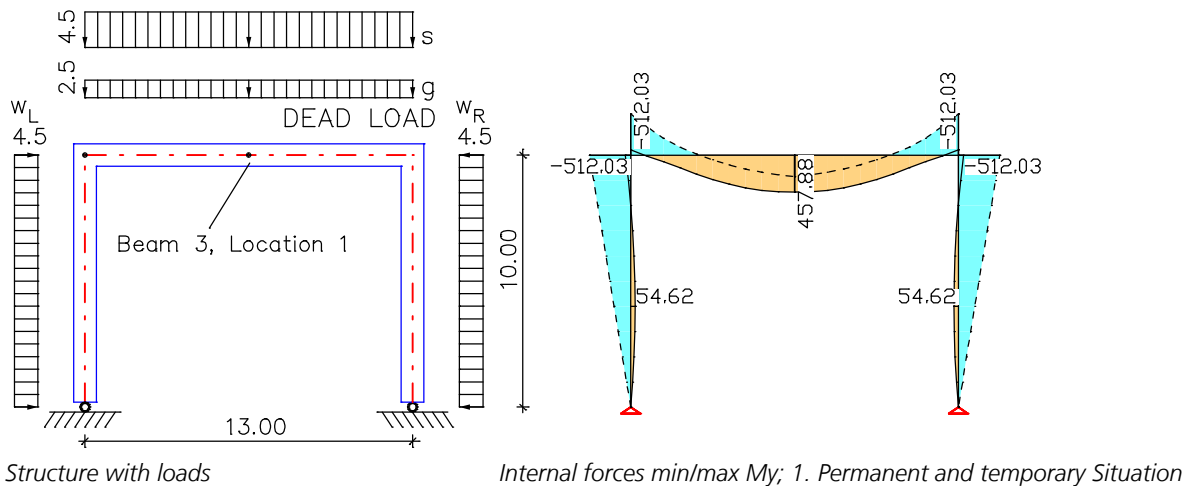 4.5
s
2.5
g
DEAD LOAD
wL
4.5
wR
4.5
Beam 3, Location 1
10.00
13.00
-512.03
-512.03
-512.03
-512.03
457.88
54.62
54.62
Structure with loads
Internal forces min/max My; 1. Permanent and temporary Situation